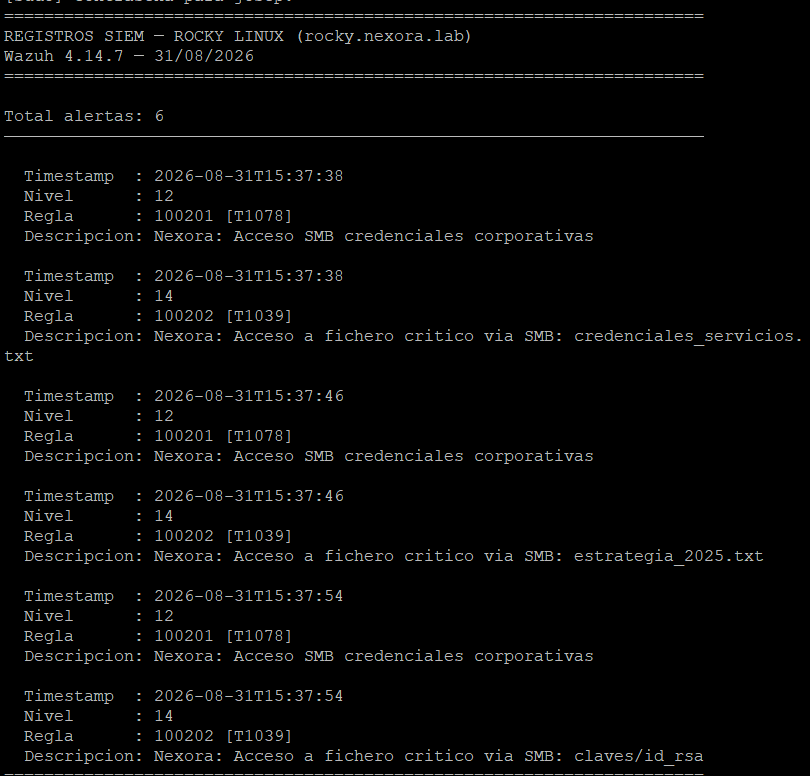 [sudo] contraseña para josep:
======================================================================
REGISTROS SIEM — ROCKY LINUX (rocky.nexora.lab)
Wazuh 4.14.7 — 31/08/2026
======================================================================
Total alertas: 6
──────────────────────────────────────────────────────────────────────
Timestamp  : 2026-08-31T15:37:38
Nivel      : 12
Regla      : 100201 [T1078]
Descripcion: Nexora: Acceso SMB credenciales corporativas
Timestamp  : 2026-08-31T15:37:38
Nivel      : 14
Regla      : 100202 [T1039]
Descripcion: Nexora: Acceso a fichero critico via SMB: credenciales_servicios.
txt
Timestamp  : 2026-08-31T15:37:46
Nivel      : 12
Regla      : 100201 [T1078]
Descripcion: Nexora: Acceso SMB credenciales corporativas
Timestamp  : 2026-08-31T15:37:46
Nivel      : 14
Regla      : 100202 [T1039]
Descripcion: Nexora: Acceso a fichero critico via SMB: estrategia_2025.txt
Timestamp  : 2026-08-31T15:37:54
Nivel      : 12
Regla      : 100201 [T1078]
Descripcion: Nexora: Acceso SMB credenciales corporativas
Timestamp  : 2026-08-31T15:37:54
Nivel      : 14
Regla      : 100202 [T1039]
Descripcion: Nexora: Acceso a fichero critico via SMB: claves/id_rsa
======================================================================